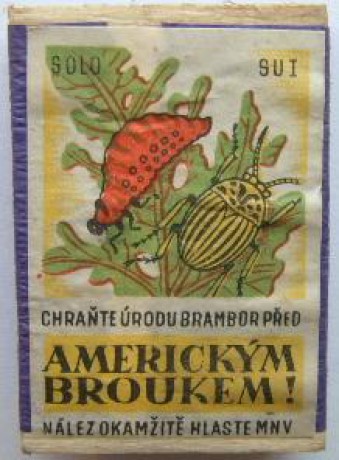 SOLO SUI
CHRAŇTE ÚRODU BRAMBOR PŘED
AMERICKÝM
BROUKEM!
NÁLEZ OKAMŽITĚ HLASTE MNV